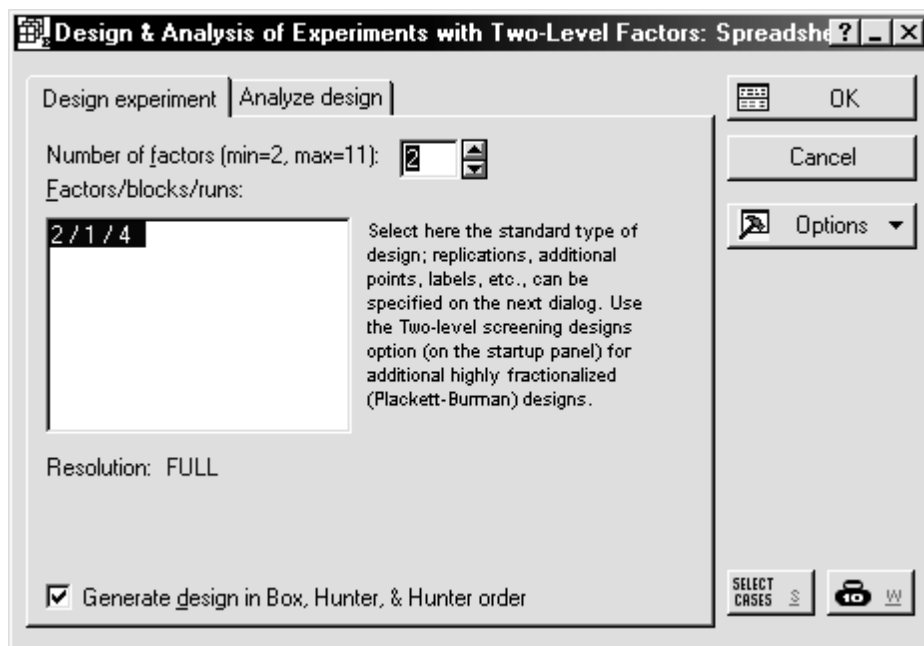 Design & Analysis of Experiments with Two-Level Factors: Spreadshe
Design experiment
Analyze design
Number of factors (min=2, max=11): 2
Factors/blocks/runs:
2 / 1 / 4
Select here the standard type of
design; replications, additional
points, labels, etc., can be
specified on the next dialog. Use
the Two-level screening designs
option (on the startup panel) for
additional highly fractionalized
(Plackett-Burman) designs.
Resolution: FULL
Generate design in Box, Hunter, & Hunter order
OK
Cancel
Options
SELECT
CASES S
10 W